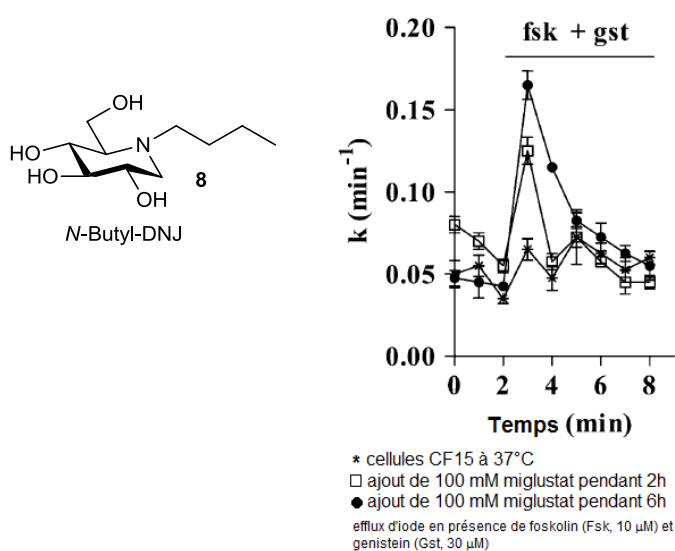 OH
N
HO
HO
OH
8
N-Butyl-DNJ
fsk + gst
0.20
0.15
0.10
0.05
0.00
k (min⁻¹)
0 2 4 6 8
Temps (min)
* cellules CF15 à 37°C
□ ajout de 100 mM miglustat pendant 2h
● ajout de 100 mM miglustat pendant 6h
efflux d'iode en présence de foskolin (Fsk, 10 μM) et
genistein (Gst, 30 μM)